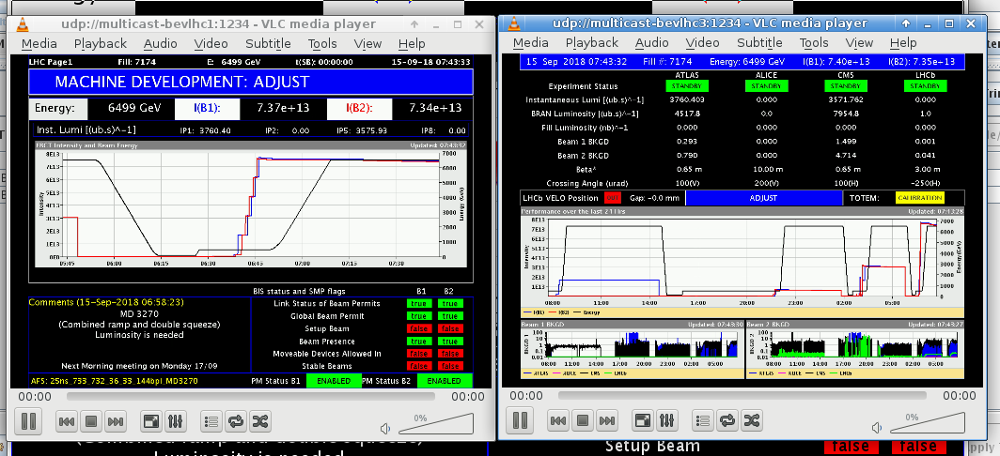 udp://multicast-bevlhc1:1234 - VLC media player
Media Playback Audio Video Subtitle Tools View Help
LHC Page1 Fill: 7174 E: 6499 GeV t(SB): 00:00:00 15-09-18 07:43:33
MACHINE DEVELOPMENT: ADJUST
Energy: 6499 GeV I(B1): 7.37e+13 I(B2): 7.34e+13
Inst. Lumi [(ub.s)^-1] IP1: 3760.40 IP2: 0.00 IP5: 3575.93 IP8: 0.00
FBCT Intensity and Beam Energy Updated: 07:43:32
8E13
7E13
6E13
5E13
4E13
3E13
2E13
1E13
0E0
Intensity
7000
6000
5000
4000
3000
2000
1000
0
Energy (GeV)
05:45 06:00 06:15 06:30 06:45 07:00 07:15 07:30
BIS status and SMP flags B1 B2
Comments (15-Sep-2018 06:58:23)
MD 3270
(Combined ramp and double squeeze)
Luminosity is needed
Next Morning meeting on Monday 17/09
Link Status of Beam Permits true true
Global Beam Permit true true
Setup Beam false false
Beam Presence true true
Moveable Devices Allowed In false false
Stable Beams false false
AFS: 25ns_733_732_36_33_144bpi_MD3270 PM Status B1 ENABLED PM Status B2 ENABLED
00:00 00:00
0%
udp://multicast-bevlhc3:1234 - VLC media player
Media Playback Audio Video Subtitle Tools View Help
15 Sep 2018 07:43:32 Fill #: 7174 Energy: 6499 GeV I(B1): 7.40e+13 I(B2): 7.35e+13
ATLAS ALICE CMS LHCb
Experiment Status STANDBY STANDBY STANDBY STANDBY
Instantaneous Lumi [(ub.s)^-1] 3760.403 0.000 3571.762 0.000
BRAN Luminosity [(ub.s)^-1] 4517.8 0.0 7954.8 1.0
Fill Luminosity (nb)^-1 0.000 0.000 0.000 0.000
Beam 1 BKGD 0.293 0.000 1.499 0.001
Beam 2 BKGD 0.790 0.000 4.714 0.041
Beta* 0.65 m 10.00 m 0.65 m 3.00 m
Crossing Angle (urad) 100(V) 200(V) 100(H) -250(H)
LHCb VELO Position OUT Gap: -0.0 mm ADJUST TOTEM: CALIBRATION
Performance over the last 24 Hrs Updated: 07:43:28
8E13
7E13
6E13
5E13
4E13
3E13
2E13
1E13
Intensity
7000
6000
5000
4000
3000
2000
1000
0
Energy(GeV)
08:00 11:00 14:00 17:00 20:00 23:00 02:00 05:00
I(B1) I(B2) Energy
Beam 1 BKGD Updated: 07:43:30
BKGD 1
100
10
1
0.1
0.01
08:00 11:00 14:00 17:00 20:00 23:00 02:00 05:00
ATLAS ALICE CMS LHCb
Beam 2 BKGD Updated: 07:43:27
BKGD 2
100
10
1
0.1
0.01
08:00 11:00 14:00 17:00 20:00 23:00 02:00 05:00
ATLAS ALICE CMS LHCb
00:00 00:00
0%
Setup Beam false false